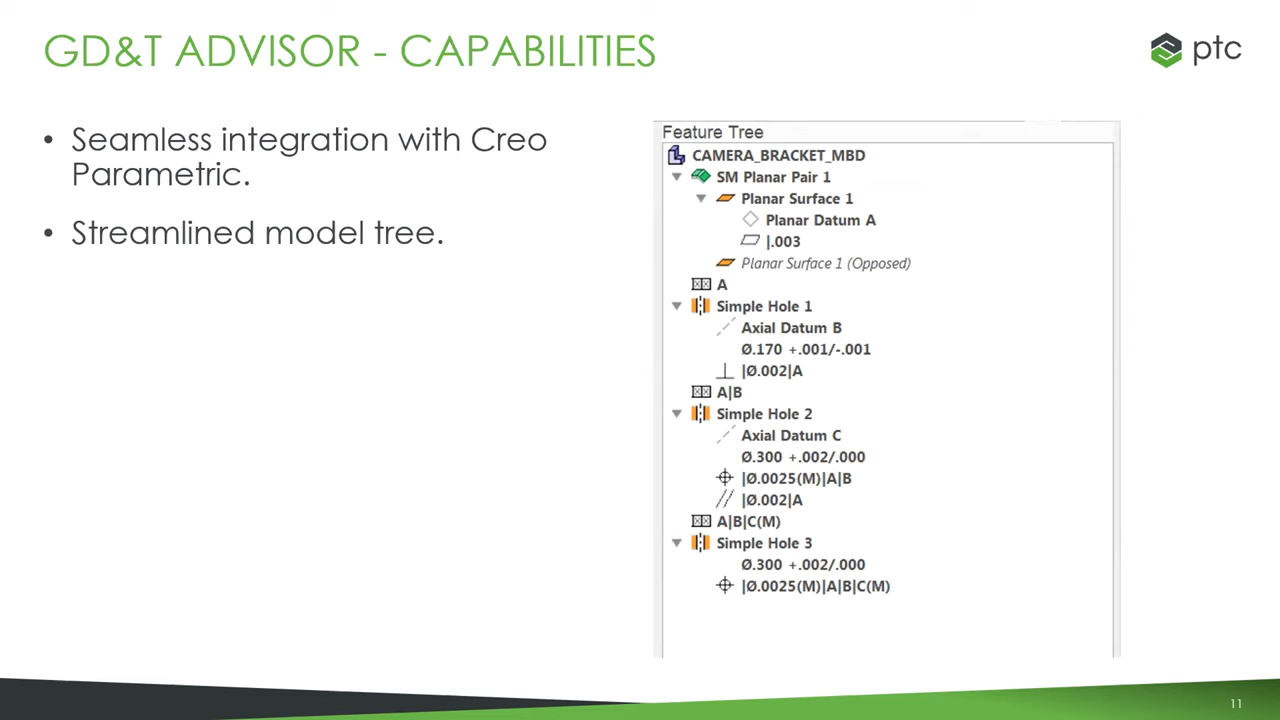 GD&T ADVISOR - CAPABILITIES
ptc
• Seamless integration with Creo
Parametric.
• Streamlined model tree.
Feature Tree
CAMERA_BRACKET_MBD
SM Planar Pair 1
Planar Surface 1
Planar Datum A
|.003
Planar Surface 1 (Opposed)
A
Simple Hole 1
Axial Datum B
Ø.170 +.001/-.001
⊥ |Ø.002|A
A|B
Simple Hole 2
Axial Datum C
Ø.300 +.002/.000
⌖ |Ø.0025(M)|A|B
// |Ø.002|A
A|B|C(M)
Simple Hole 3
Ø.300 +.002/.000
⌖ |Ø.0025(M)|A|B|C(M)
11